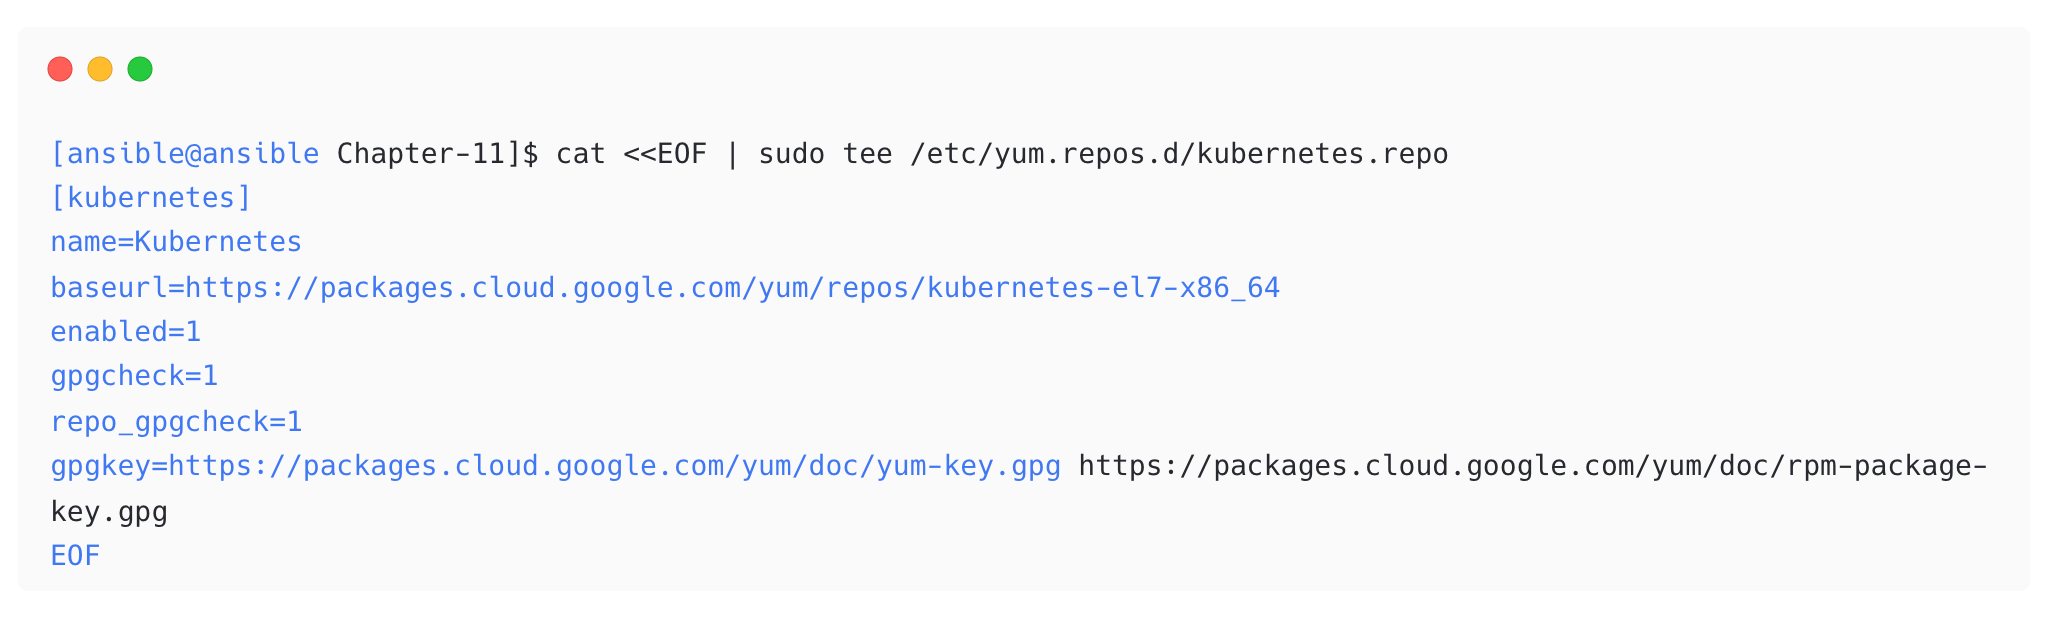 [ansible@ansible Chapter-11]$ cat <<EOF | sudo tee /etc/yum.repos.d/kubernetes.repo
[kubernetes]
name=Kubernetes
baseurl=https://packages.cloud.google.com/yum/repos/kubernetes-el7-x86_64
enabled=1
gpgcheck=1
repo_gpgcheck=1
gpgkey=https://packages.cloud.google.com/yum/doc/yum-key.gpg https://packages.cloud.google.com/yum/doc/rpm-package-
key.gpg
EOF